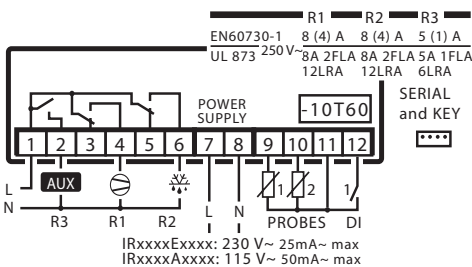 R1 R2 R3
EN60730-1 250 V~ 8 (4) A 8 (4) A 5 (1) A
UL 873 8A 2FLA 8A 2FLA 5A 1FLA
12LRA 12LRA 6LRA
POWER SUPPLY
-10T60
SERIAL and KEY
1 2 3 4 5 6 7 8 9 10 11 12
L AUX 1 2 1
N
R3 R1 R2 L N PROBES DI
IRxxxxExxxx: 230 V~ 25mA~ max
IRxxxxAxxxx: 115 V~ 50mA~ max